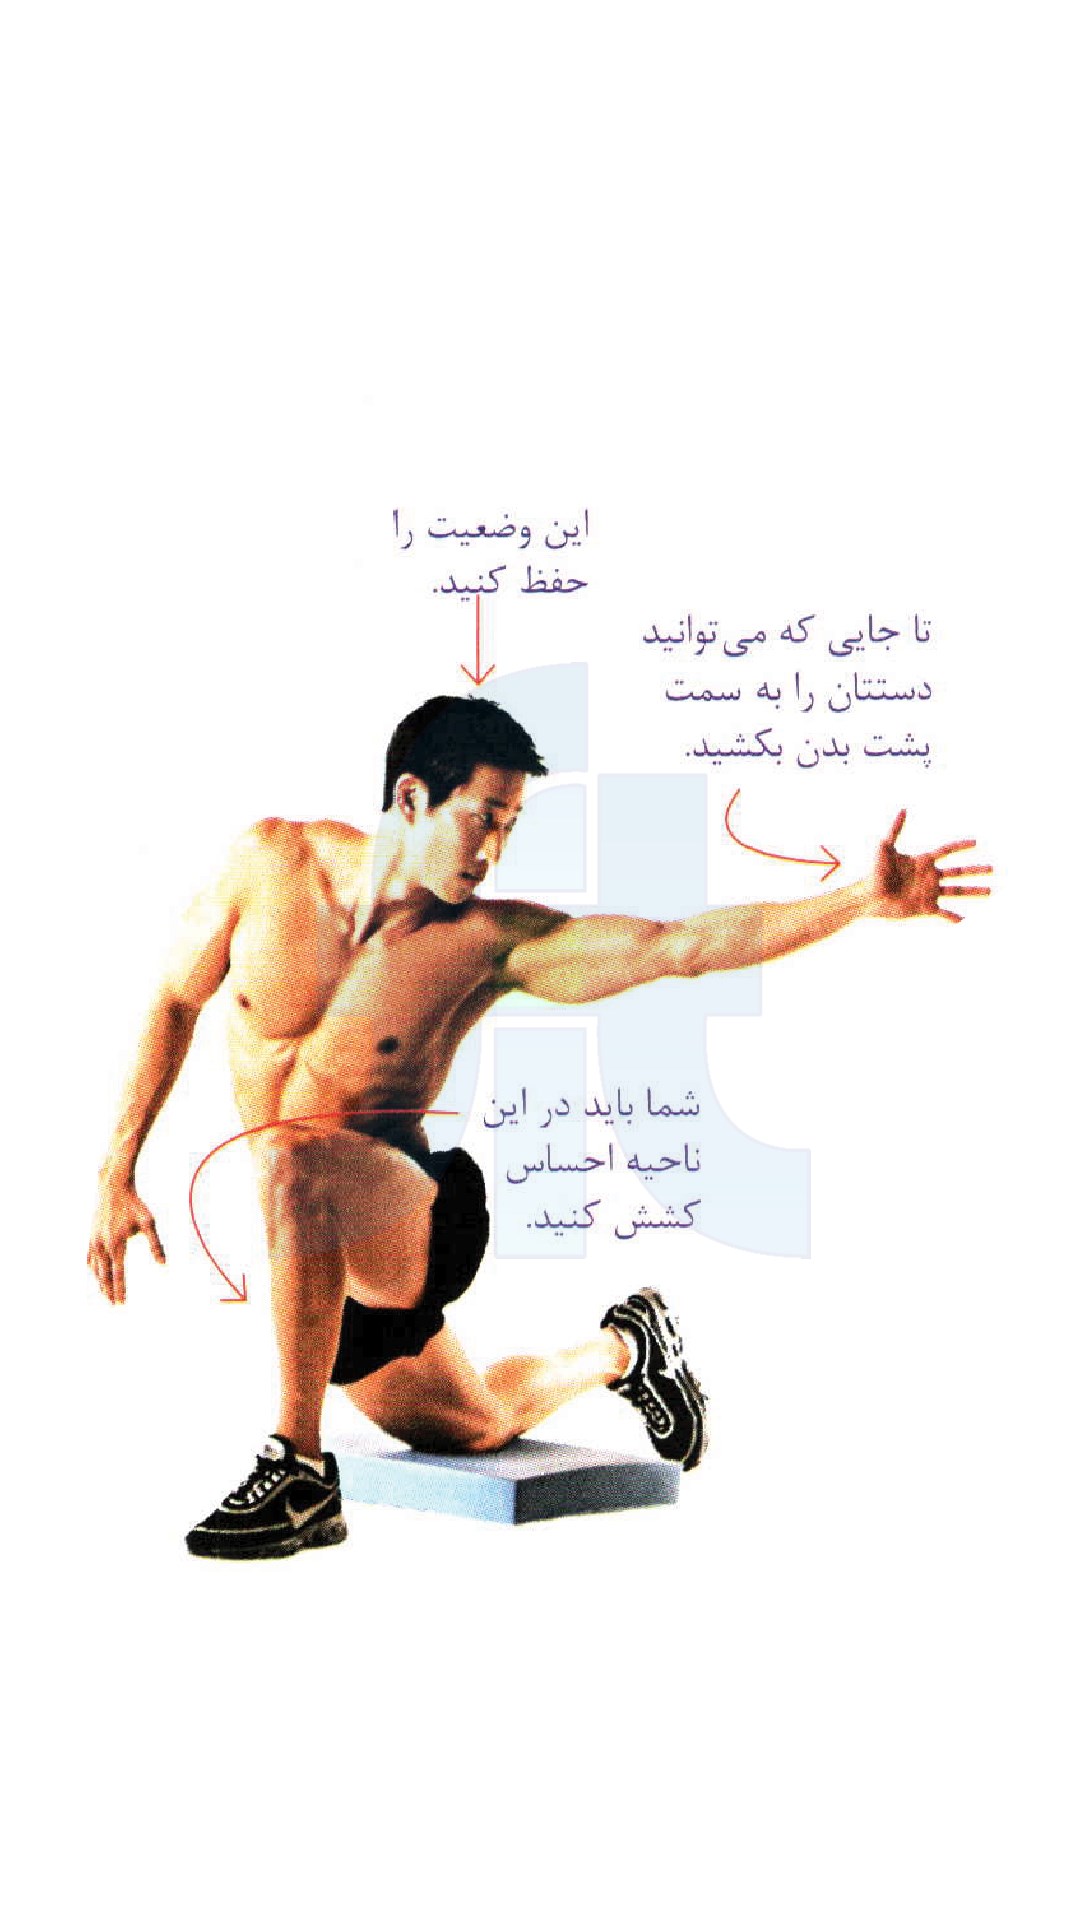 این وضعیت را
حفظ کنید.
تا جایی که می‌توانید
دستتان را به سمت
پشت بدن بکشید.
شما باید در این
ناحیه احساس
کشش کنید.